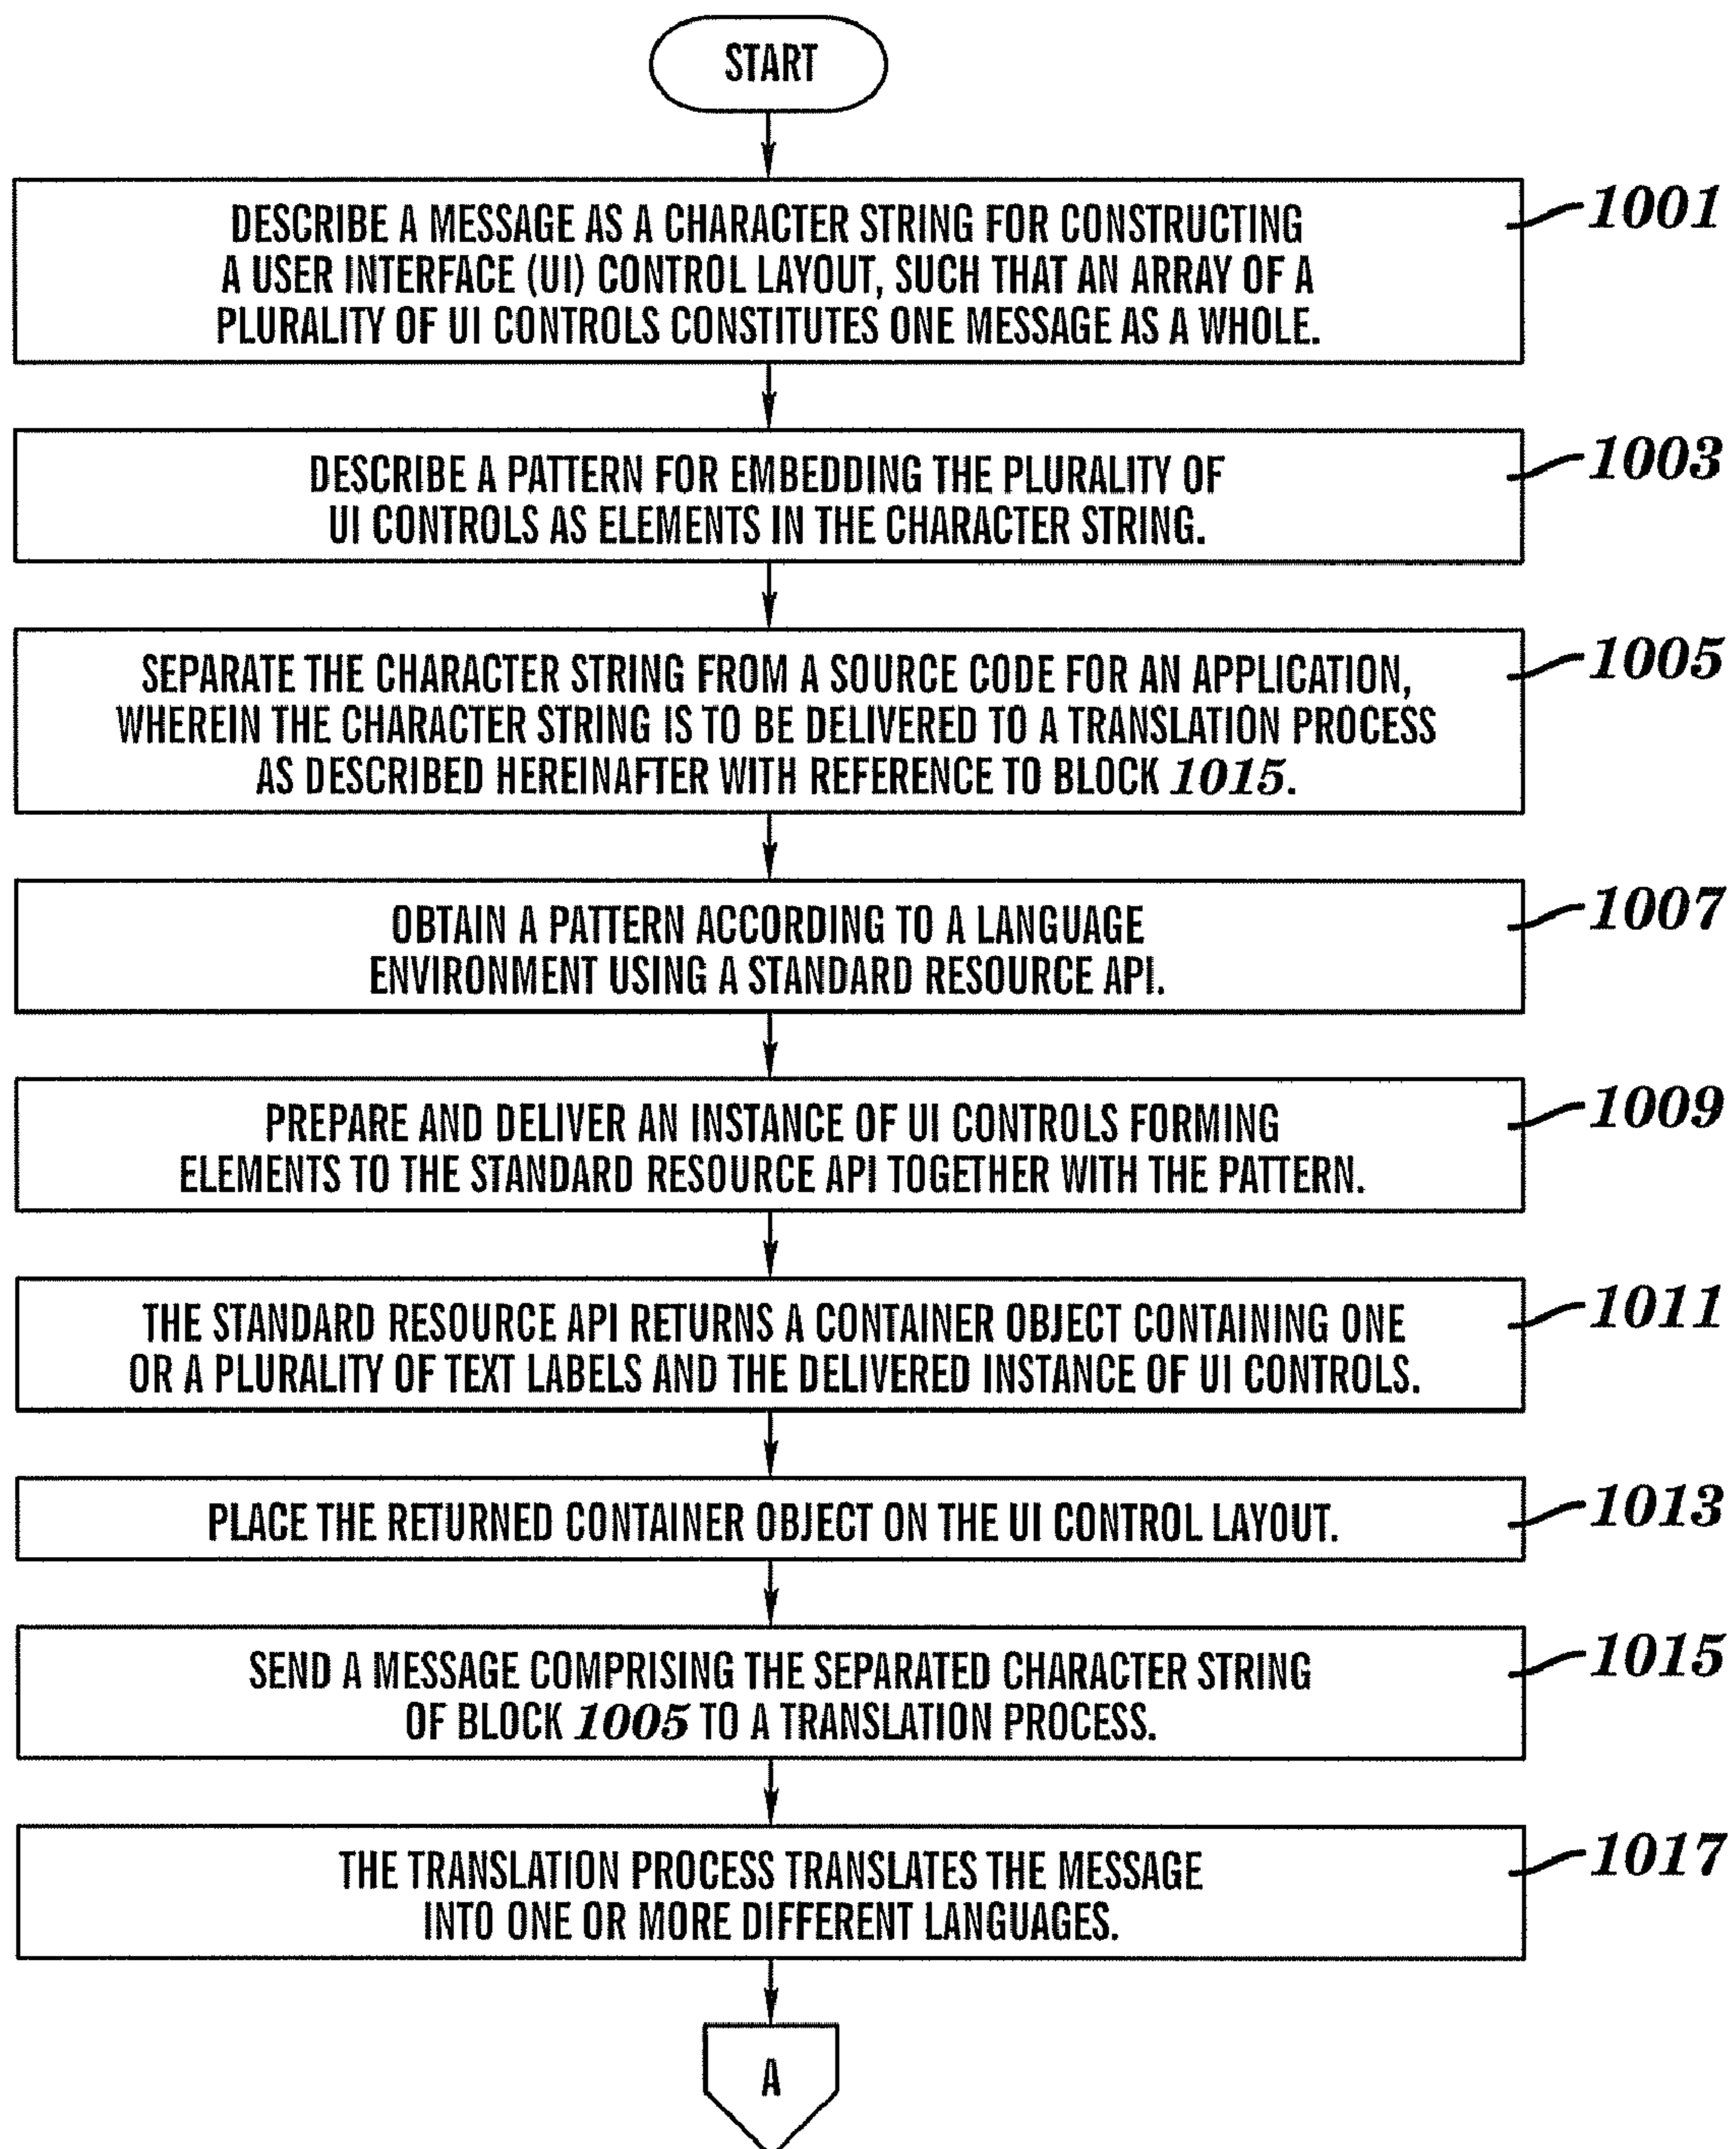 START
DESCRIBE A MESSAGE AS A CHARACTER STRING FOR CONSTRUCTING
A USER INTERFACE (UI) CONTROL LAYOUT, SUCH THAT AN ARRAY OF A
PLURALITY OF UI CONTROLS CONSTITUTES ONE MESSAGE AS A WHOLE.
1001
DESCRIBE A PATTERN FOR EMBEDDING THE PLURALITY OF
UI CONTROLS AS ELEMENTS IN THE CHARACTER STRING.
1003
SEPARATE THE CHARACTER STRING FROM A SOURCE CODE FOR AN APPLICATION,
WHEREIN THE CHARACTER STRING IS TO BE DELIVERED TO A TRANSLATION PROCESS
AS DESCRIBED HEREINAFTER WITH REFERENCE TO BLOCK 1015.
1005
OBTAIN A PATTERN ACCORDING TO A LANGUAGE
ENVIRONMENT USING A STANDARD RESOURCE API.
1007
PREPARE AND DELIVER AN INSTANCE OF UI CONTROLS FORMING
ELEMENTS TO THE STANDARD RESOURCE API TOGETHER WITH THE PATTERN.
1009
THE STANDARD RESOURCE API RETURNS A CONTAINER OBJECT CONTAINING ONE
OR A PLURALITY OF TEXT LABELS AND THE DELIVERED INSTANCE OF UI CONTROLS.
1011
PLACE THE RETURNED CONTAINER OBJECT ON THE UI CONTROL LAYOUT.
1013
SEND A MESSAGE COMPRISING THE SEPARATED CHARACTER STRING
OF BLOCK 1005 TO A TRANSLATION PROCESS.
1015
THE TRANSLATION PROCESS TRANSLATES THE MESSAGE
INTO ONE OR MORE DIFFERENT LANGUAGES.
1017
A